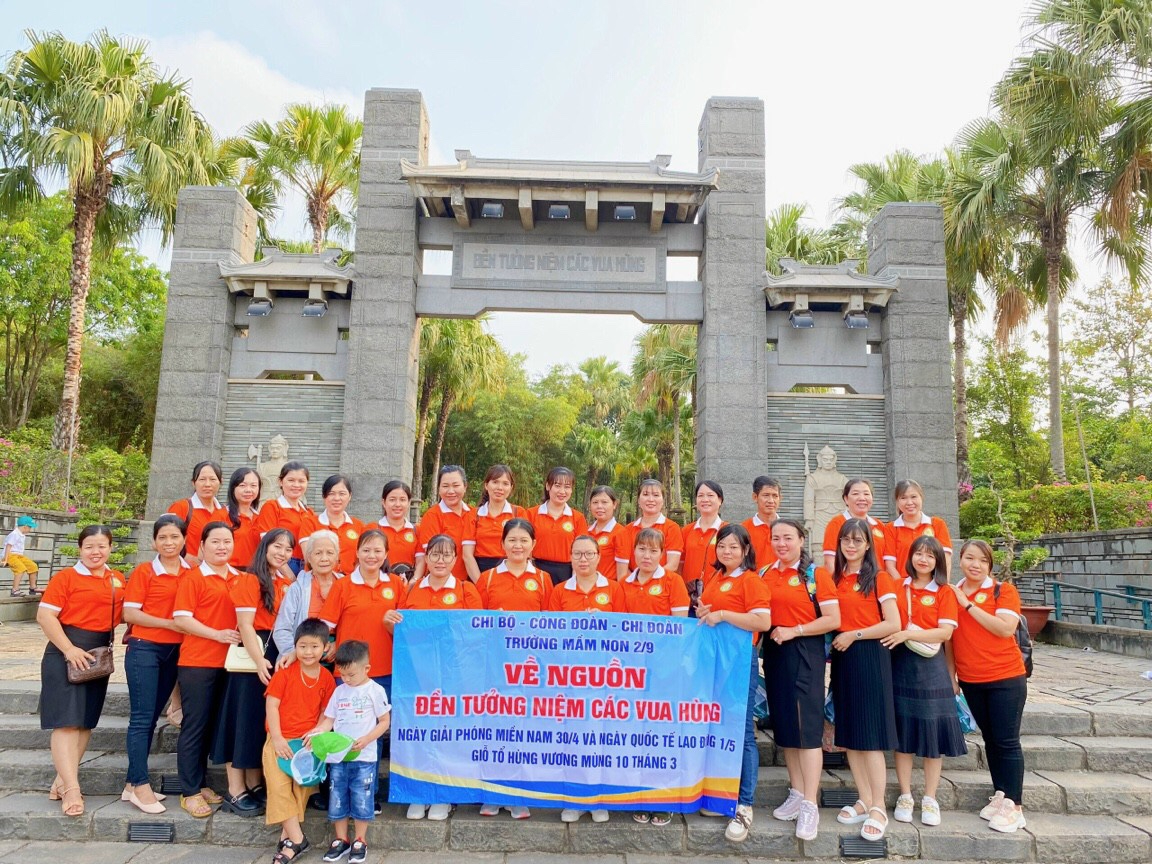 ĐỀN TƯỞNG NIỆM CÁC VUA HÙNG
CHI BỘ - CÔNG ĐOÀN - CHI ĐOÀN
TRƯỜNG MẦM NON 2/9
VỀ NGUỒN
ĐỀN TƯỞNG NIỆM CÁC VUA HÙNG
NGÀY GIẢI PHÓNG MIỀN NAM 30/4 VÀ NGÀY QUỐC TẾ LAO ĐỘNG 1/5
GIỖ TỔ HÙNG VƯƠNG MÙNG 10 THÁNG 3